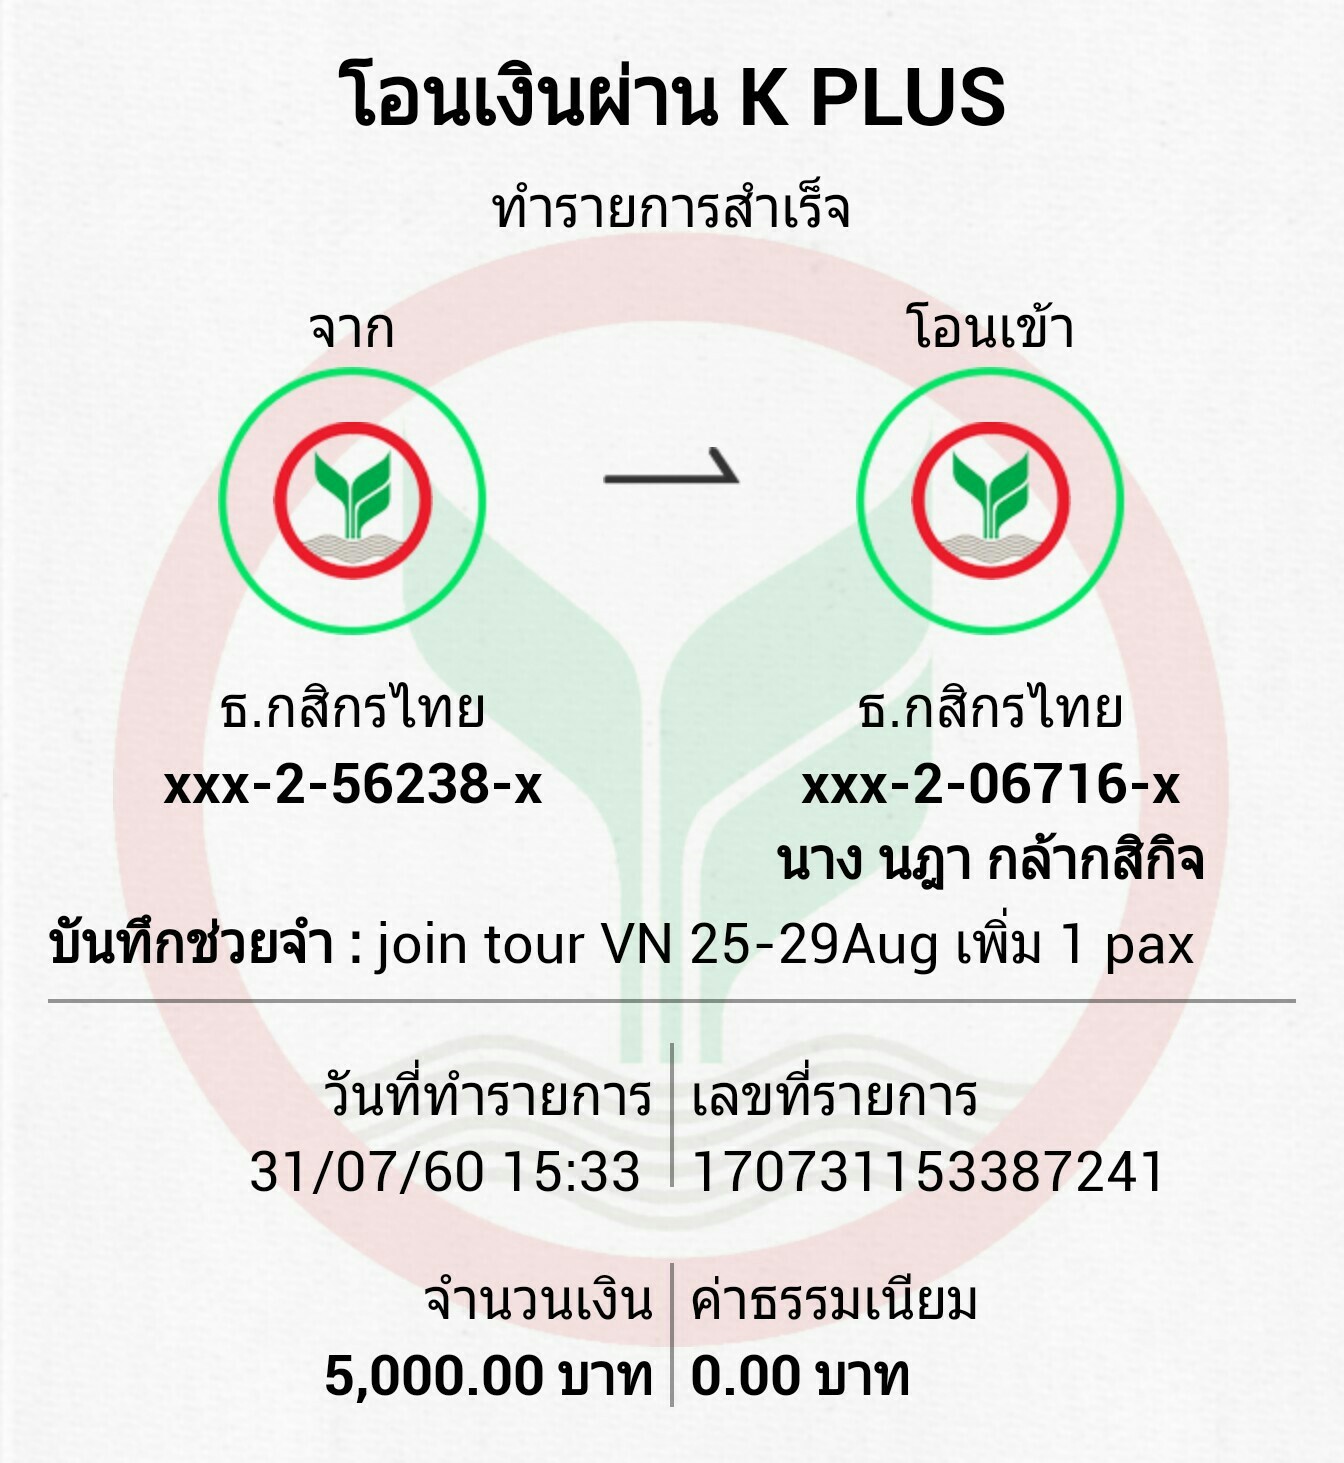 โอนเงินผ่าน K PLUS
ทำรายการสำเร็จ
จาก
โอนเข้า
ธ.กสิกรไทย
xxx-2-56238-x
ธ.กสิกรไทย
xxx-2-06716-x
นาง นฎา กล้ากสิกิจ
บันทึกช่วยจำ : join tour VN 25-29Aug เพิ่ม 1 pax
วันที่ทำรายการ
31/07/60 15:33
เลขที่รายการ
170731153387241
จำนวนเงิน
5,000.00 บาท
ค่าธรรมเนียม
0.00 บาท